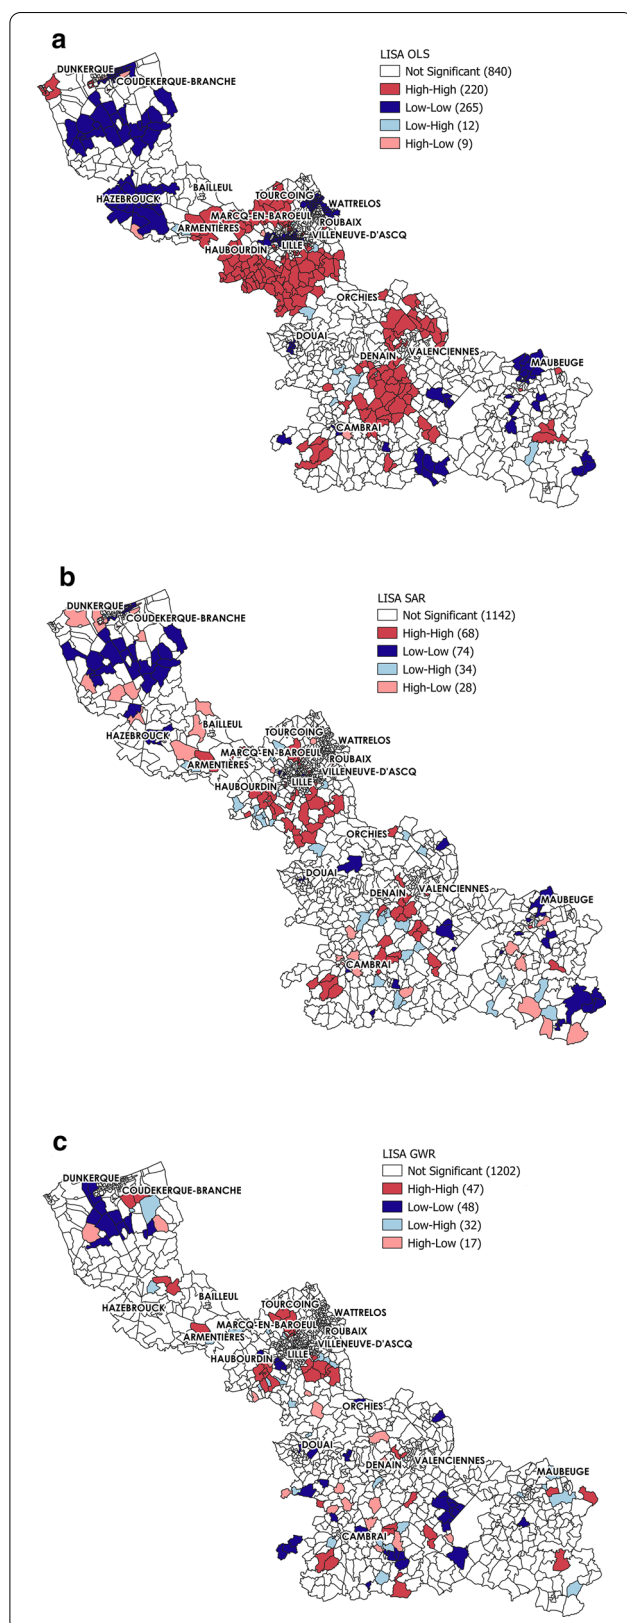 a
LISA OLS
Not Significant (840)
High-High (220)
Low-Low (265)
Low-High (12)
High-Low (9)
DUNKERQUE
COUDEKERQUE-BRANCHE
BAILLEUL
HAZEBROUCK
TOURCOING
WATTRELOS
MARCQ-EN-BAROEUL
ROUBAIX
ARMENTIÈRES
VILLENEUVE-D'ASCQ
HAUBOURDIN
LILLE
ORCHIES
DOUAI
DENAIN
VALENCIENNES
MAUBEUGE
CAMBRAI
b
LISA SAR
Not Significant (1142)
High-High (68)
Low-Low (74)
Low-High (34)
High-Low (28)
DUNKERQUE
COUDEKERQUE-BRANCHE
BAILLEUL
HAZEBROUCK
TOURCOING
WATTRELOS
MARCQ-EN-BAROEUL
ROUBAIX
ARMENTIÈRES
VILLENEUVE-D'ASCQ
HAUBOURDIN
LILLE
ORCHIES
DOUAI
DENAIN
VALENCIENNES
MAUBEUGE
CAMBRAI
c
LISA GWR
Not Significant (1202)
High-High (47)
Low-Low (48)
Low-High (32)
High-Low (17)
DUNKERQUE
COUDEKERQUE-BRANCHE
BAILLEUL
HAZEBROUCK
TOURCOING
WATTRELOS
MARCQ-EN-BAROEUL
ROUBAIX
ARMENTIÈRES
VILLENEUVE-D'ASCQ
HAUBOURDIN
LILLE
ORCHIES
DOUAI
DENAIN
VALENCIENNES
MAUBEUGE
CAMBRAI